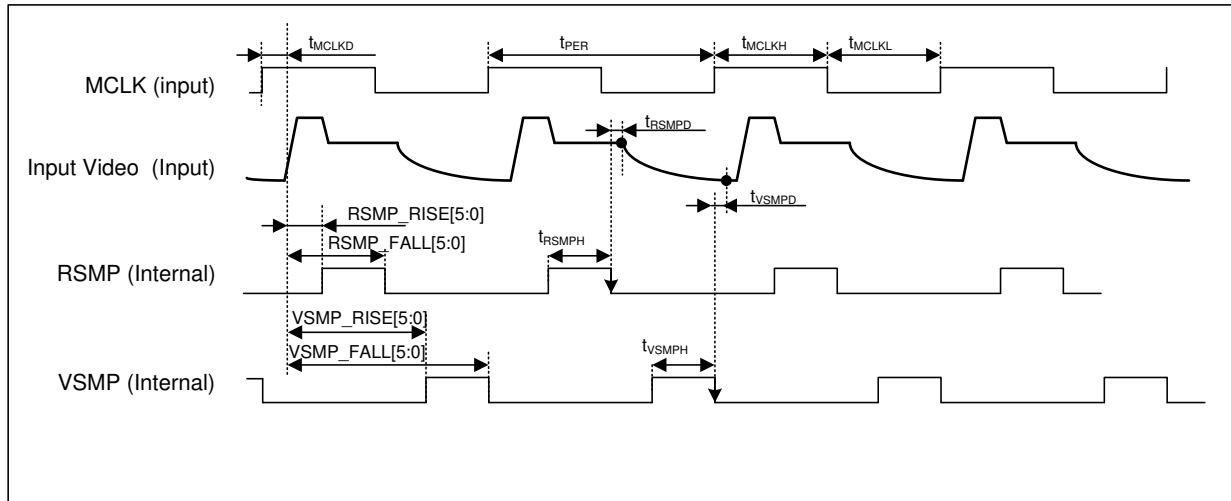 tMCLKD
tPER
tMCLKH
tMCLKL
MCLK (input)
tRSMPD
Input Video (Input)
tVSMPD
RSMP_RISE[5:0]
RSMP_FALL[5:0]
tRSMPH
RSMP (Internal)
VSMP_RISE[5:0]
VSMP_FALL[5:0]
tVSMPH
VSMP (Internal)